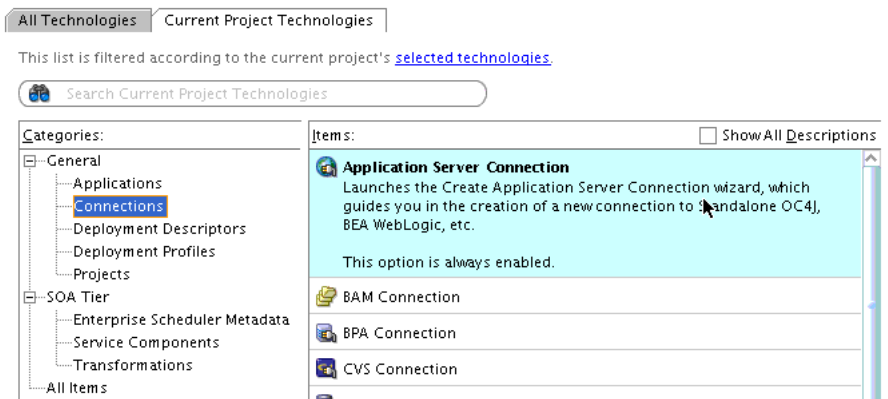 All Technologies Current Project Technologies
This list is filtered according to the current project's selected technologies.
Search Current Project Technologies
Categories: Items: Show All Descriptions
General
Applications
Connections
Deployment Descriptors
Deployment Profiles
Projects
SOA Tier
Enterprise Scheduler Metadata
Service Components
Transformations
All Items
Application Server Connection
Launches the Create Application Server Connection wizard, which
guides you in the creation of a new connection to Standalone OC4J,
BEA WebLogic, etc.
This option is always enabled.
BAM Connection
BPA Connection
CVS Connection